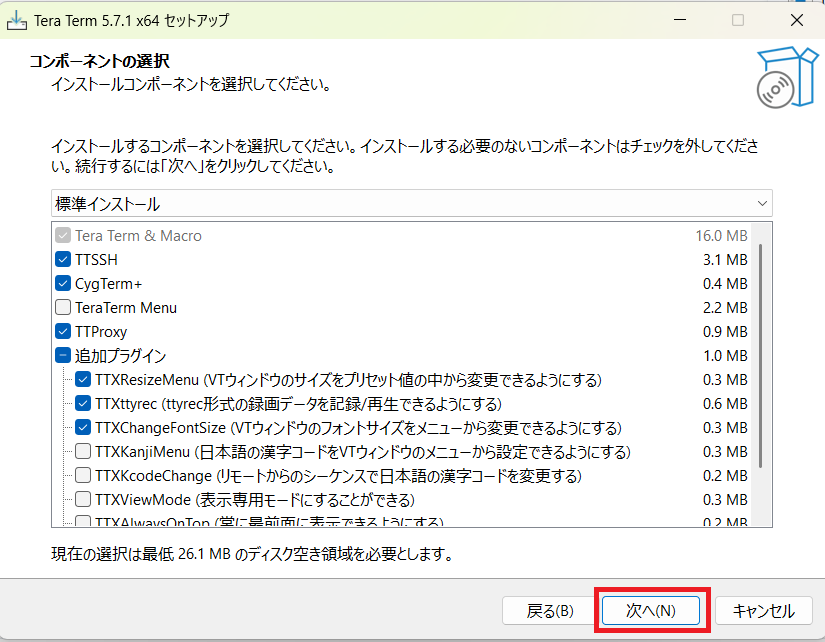 Tera Term 5.7.1 x64 セットアップ
コンポーネントの選択
インストールコンポーネントを選択してください。
インストールするコンポーネントを選択してください。インストールする必要のないコンポーネントはチェックを外してくださ
い。続行するには「次へ」をクリックしてください。
標準インストール
Tera Term & Macro 16.0 MB
TTSSH 3.1 MB
CygTerm+ 0.4 MB
TeraTerm Menu 2.2 MB
TTProxy 0.9 MB
追加プラグイン 1.0 MB
TTXResizeMenu (VTウィンドウのサイズをプリセット値の中から変更できるようにする) 0.3 MB
TTXttyrec (ttyrec形式の録画データを記録/再生できるようにする) 0.6 MB
TTXChangeFontSize (VTウィンドウのフォントサイズをメニューから変更できるようにする) 0.3 MB
TTXKanjiMenu (日本語の漢字コードをVTウィンドウのメニューから設定できるようにする) 0.3 MB
TTXKcodeChange (リモートからのシーケンスで日本語の漢字コードを変更する) 0.2 MB
TTXViewMode (表示専用モードにすることができる) 0.3 MB
TTXAlwaysOnTop (常に最前面に表示できるようにする) 0.2 MB
現在の選択は最低 26.1 MB のディスク空き領域を必要とします。
戻る(B) 次へ(N) キャンセル